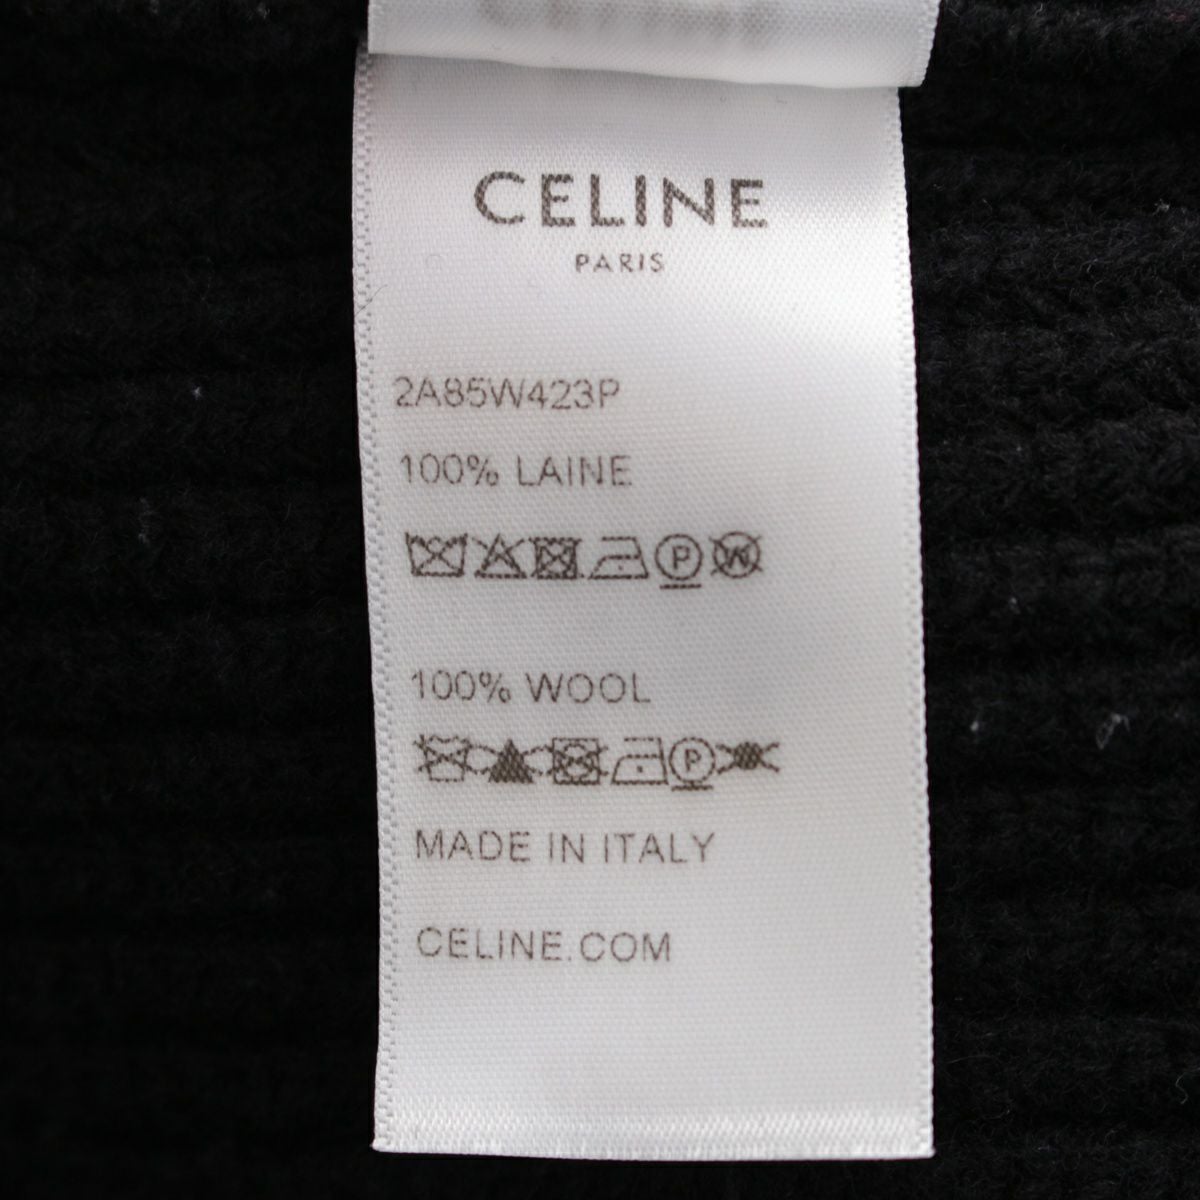 CELINE
PARIS
2A85W423P
100% LAINE
P W
100% WOOL
P
MADE IN ITALY
CELINE.COM